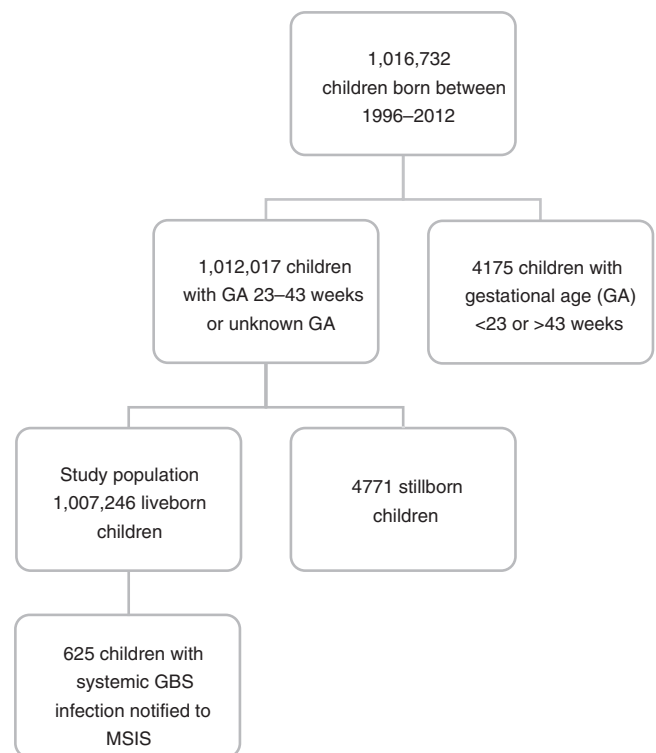 1,016,732
children born between
1996–2012
1,012,017 children
with GA 23–43 weeks
or unknown GA
4175 children with
gestational age (GA)
<23 or >43 weeks
Study population
1,007,246 liveborn
children
4771 stillborn
children
625 children with
systemic GBS
infection notified to
MSIS